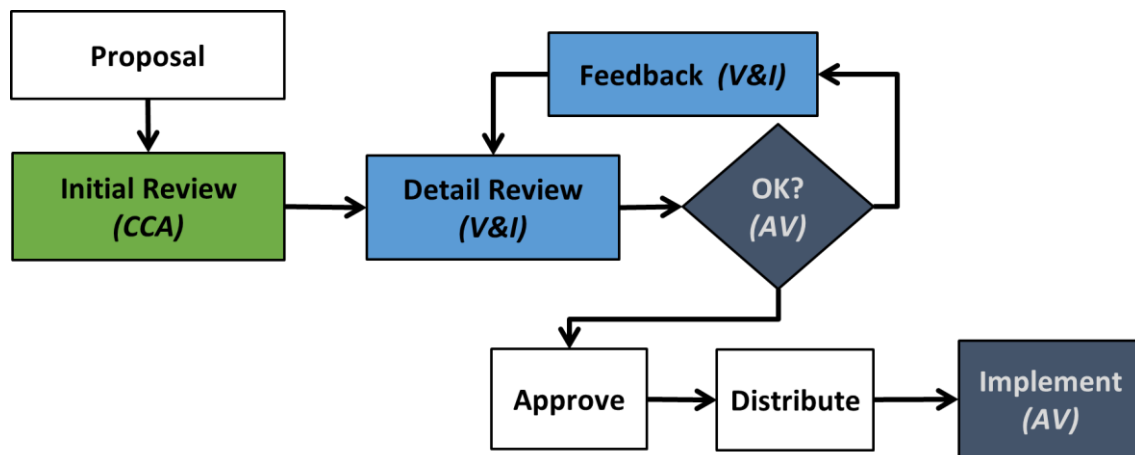 Proposal
Feedback (V&I)
Initial Review
(CCA)
Detail Review
(V&I)
OK?
(AV)
Approve
Distribute
Implement
(AV)